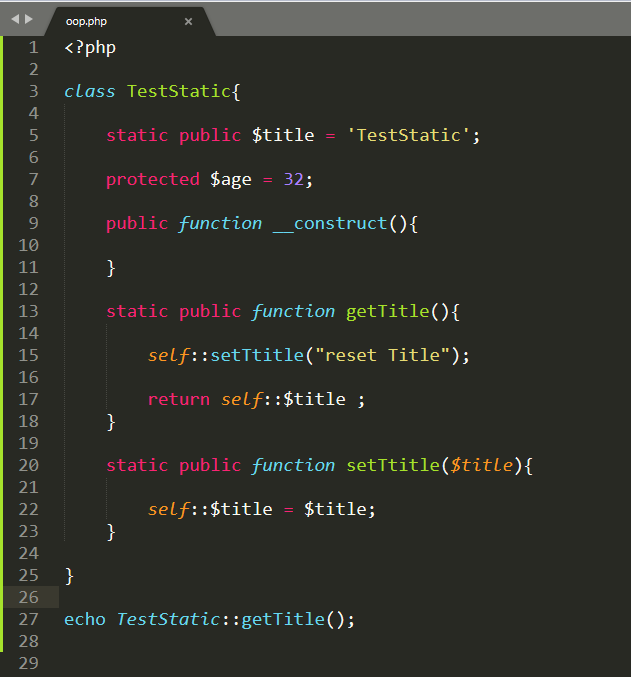 oop.php
1 <?php
2
3 class TestStatic{
4
5     static public $title = 'TestStatic';
6
7     protected $age = 32;
8
9     public function __construct(){
10
11     }
12
13     static public function getTitle(){
14
15         self::setTtitle("reset Title");
16
17         return self::$title ;
18     }
19
20     static public function setTtitle($title){
21
22         self::$title = $title;
23     }
24
25 }
26
27 echo TestStatic::getTitle();
28
29